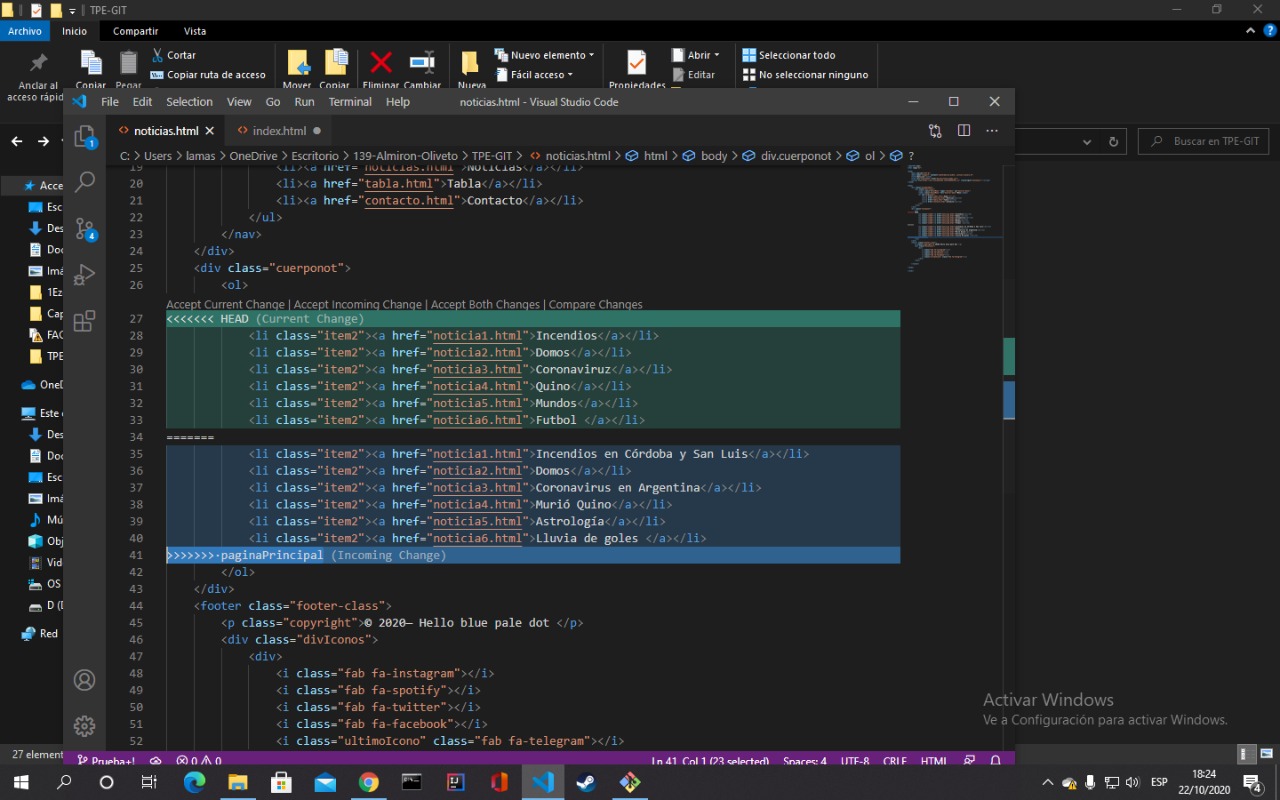 TPE-GIT
Archivo Inicio Compartir Vista
Anclar al
acceso rápid
Copiar Pegar
Cortar
Copiar ruta de acceso
Mover Copiar Eliminar Cambiar
Nueva
Nuevo elemento
Fácil acceso
Propiedades
Abrir
Editar
Seleccionar todo
No seleccionar ninguno
File Edit Selection View Go Run Terminal Help noticias.html - Visual Studio Code
noticias.html index.html
C: > Users > lamas > OneDrive > Escritorio > 139-Almiron-Oliveto > TPE-GIT > noticias.html > html > body > div.cuerponot > ol > ?
Buscar en TPE-GIT
19 <li><a href="noticias.html">Noticias</a></li>
20 <li><a href="tabla.html">Tabla</a></li>
21 <li><a href="contacto.html">Contacto</a></li>
22 </ul>
23 </nav>
24 </div>
25 <div class="cuerponot">
26 <ol>
Accept Current Change | Accept Incoming Change | Accept Both Changes | Compare Changes
27 <<<<<<< HEAD (Current Change)
28 <li class="item2"><a href="noticia1.html">Incendios</a></li>
29 <li class="item2"><a href="noticia2.html">Domos</a></li>
30 <li class="item2"><a href="noticia3.html">Coronaviruz</a></li>
31 <li class="item2"><a href="noticia4.html">Quino</a></li>
32 <li class="item2"><a href="noticia5.html">Mundos</a></li>
33 <li class="item2"><a href="noticia6.html">Futbol </a></li>
34 =======
35 <li class="item2"><a href="noticia1.html">Incendios en Córdoba y San Luis</a></li>
36 <li class="item2"><a href="noticia2.html">Domos</a></li>
37 <li class="item2"><a href="noticia3.html">Coronavirus en Argentina</a></li>
38 <li class="item2"><a href="noticia4.html">Murió Quino</a></li>
39 <li class="item2"><a href="noticia5.html">Astrología</a></li>
40 <li class="item2"><a href="noticia6.html">Lluvia de goles </a></li>
41 >>>>>>>·paginaPrincipal (Incoming Change)
42 </ol>
43 </div>
44 <footer class="footer-class">
45 <p class="copyright">© 2020— Hello blue pale dot </p>
46 <div class="divIconos">
47 <div>
48 <i class="fab fa-instagram"></i>
49 <i class="fab fa-spotify"></i>
50 <i class="fab fa-twitter"></i>
51 <i class="fab fa-facebook"></i>
52 <i class="ultimoIcono" class="fab fa-telegram"></i>
1
4
Acce
Esc
Des
Doc
Imá
1Ez
Cap
FAC
TPE
OneD
Este e
Des
Doc
Esc
Imá
Mú
Obj
Vid
OS
D (D
Red
27 element
Prueba+! 0 0 Ln 41, Col 1 (23 selected) Spaces: 4 UTF-8 CRLF HTML
Activar Windows
Ve a Configuración para activar Windows.
ESP
18:24
22/10/2020
4